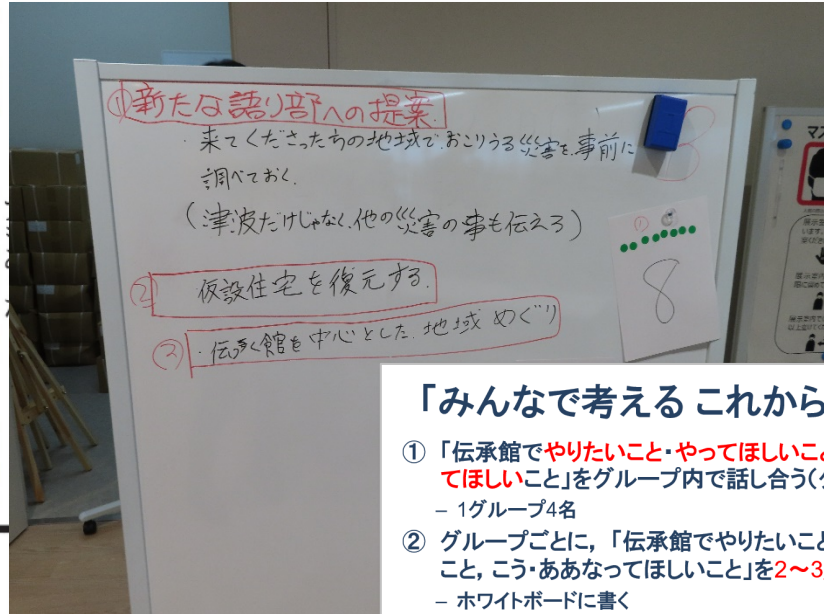 ①新たな語り部への提案.
・来てくださったちの地域で.おこりうる災害を.事前に
調べておく.
(津波だけじゃなく.他の災害の事も伝えろ)
② 仮設住宅を復元する.
③ ・伝承館を中心とした.地域 めぐり
8
「みんなで考える これから
① 「伝承館でやりたいこと・やってほしいこ
てほしいこと」をグループ内で話し合う(
– 1グループ4名
② グループごとに, 「伝承館でやりたいこ
こと, こう・ああなってほしいこと」を2~3
– ホワイトボードに書く